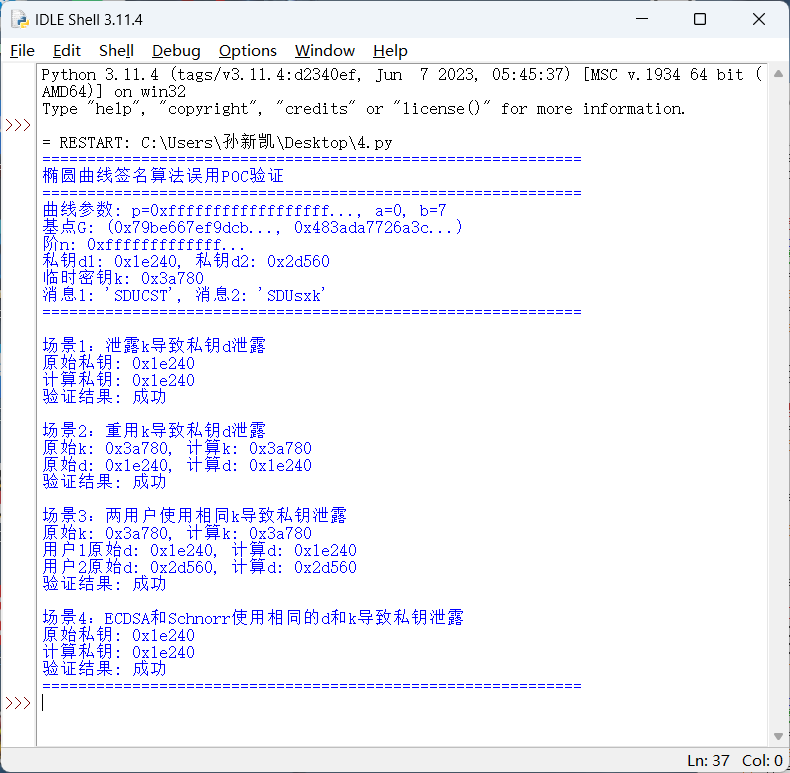 IDLE Shell 3.11.4
File Edit Shell Debug Options Window Help
Python 3.11.4 (tags/v3.11.4:d2340ef, Jun  7 2023, 05:45:37) [MSC v.1934 64 bit (
AMD64)] on win32
Type "help", "copyright", "credits" or "license()" for more information.
>>>
= RESTART: C:\Users\孙新凯\Desktop\4.py
============================================================
椭圆曲线签名算法误用POC验证
============================================================
曲线参数: p=0xffffffffffffffffff..., a=0, b=7
基点G: (0x79be667ef9dcb..., 0x483ada7726a3c...)
阶n: 0xfffffffffffff...
私钥d1: 0x1e240, 私钥d2: 0x2d560
临时密钥k: 0x3a780
消息1: 'SDUCST', 消息2: 'SDUsxk'
============================================================
场景1: 泄露k导致私钥d泄露
原始私钥: 0x1e240
计算私钥: 0x1e240
验证结果: 成功
场景2: 重用k导致私钥d泄露
原始k: 0x3a780, 计算k: 0x3a780
原始d: 0x1e240, 计算d: 0x1e240
验证结果: 成功
场景3: 两用户使用相同k导致私钥泄露
原始k: 0x3a780, 计算k: 0x3a780
用户1原始d: 0x1e240, 计算d: 0x1e240
用户2原始d: 0x2d560, 计算d: 0x2d560
验证结果: 成功
场景4: ECDSA和Schnorr使用相同的d和k导致私钥泄露
原始私钥: 0x1e240
计算私钥: 0x1e240
验证结果: 成功
============================================================
>>>
Ln: 37 Col: 0